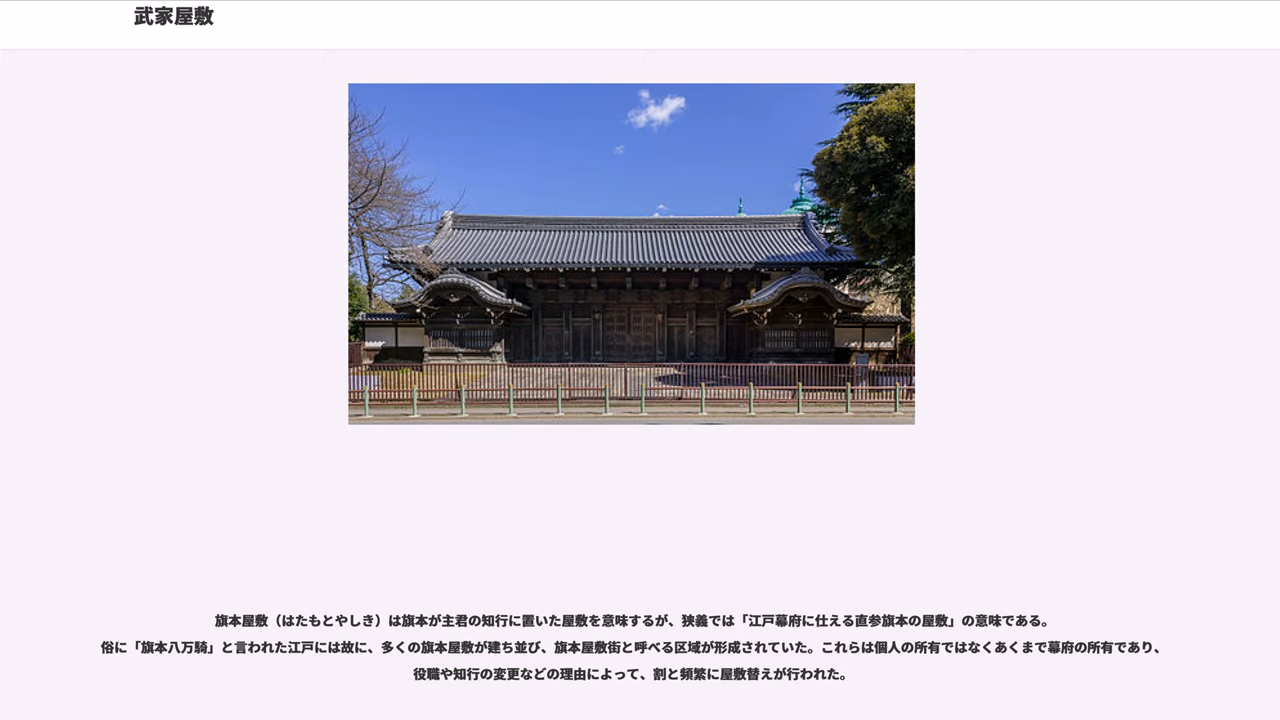 武家屋敷
旗本屋敷（はたもとやしき）は旗本が主君の知行に置いた屋敷を意味するが、狭義では「江戸幕府に仕える直参旗本の屋敷」の意味である。
俗に「旗本八万騎」と言われた江戸には故に、多くの旗本屋敷が建ち並び、旗本屋敷街と呼べる区域が形成されていた。これらは個人の所有ではなくあくまで幕府の所有であり、
役職や知行の変更などの理由によって、割と頻繁に屋敷替えが行われた。